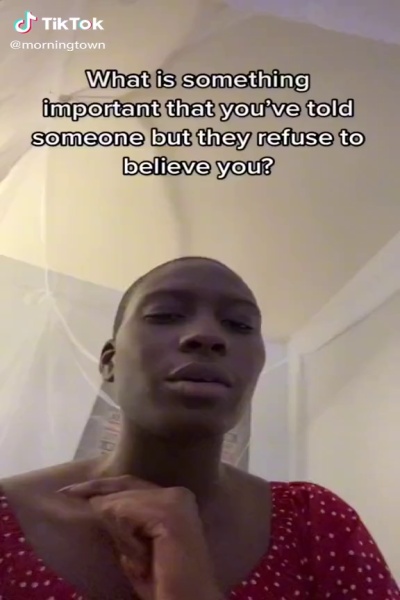 TikTok
@morningtown
What is something
important that you've told
someone but they refuse to
believe you?